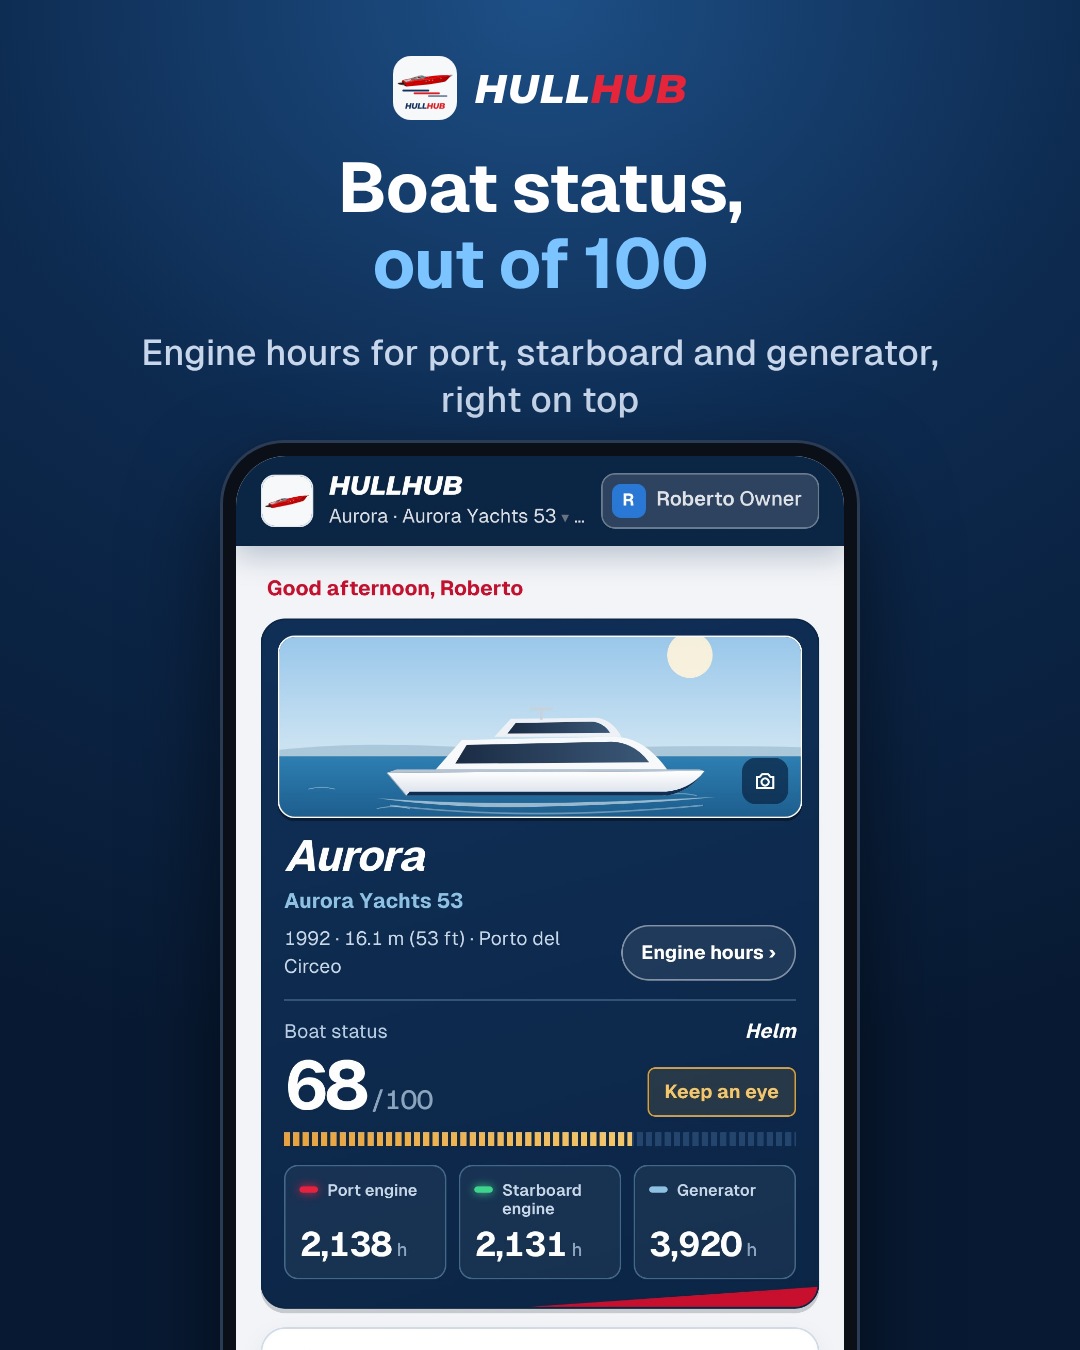 HULLHUB
HULLHUB
Boat status,
out of 100
Engine hours for port, starboard and generator,
right on top
HULLHUB
Aurora · Aurora Yachts 53 ▾ ...
R Roberto Owner
Good afternoon, Roberto
Aurora
Aurora Yachts 53
1992 · 16.1 m (53 ft) · Porto del
Circeo
Engine hours ›
Boat status
Helm
68/100
Keep an eye
Port engine
2,138 h
Starboard
engine
2,131 h
Generator
3,920 h